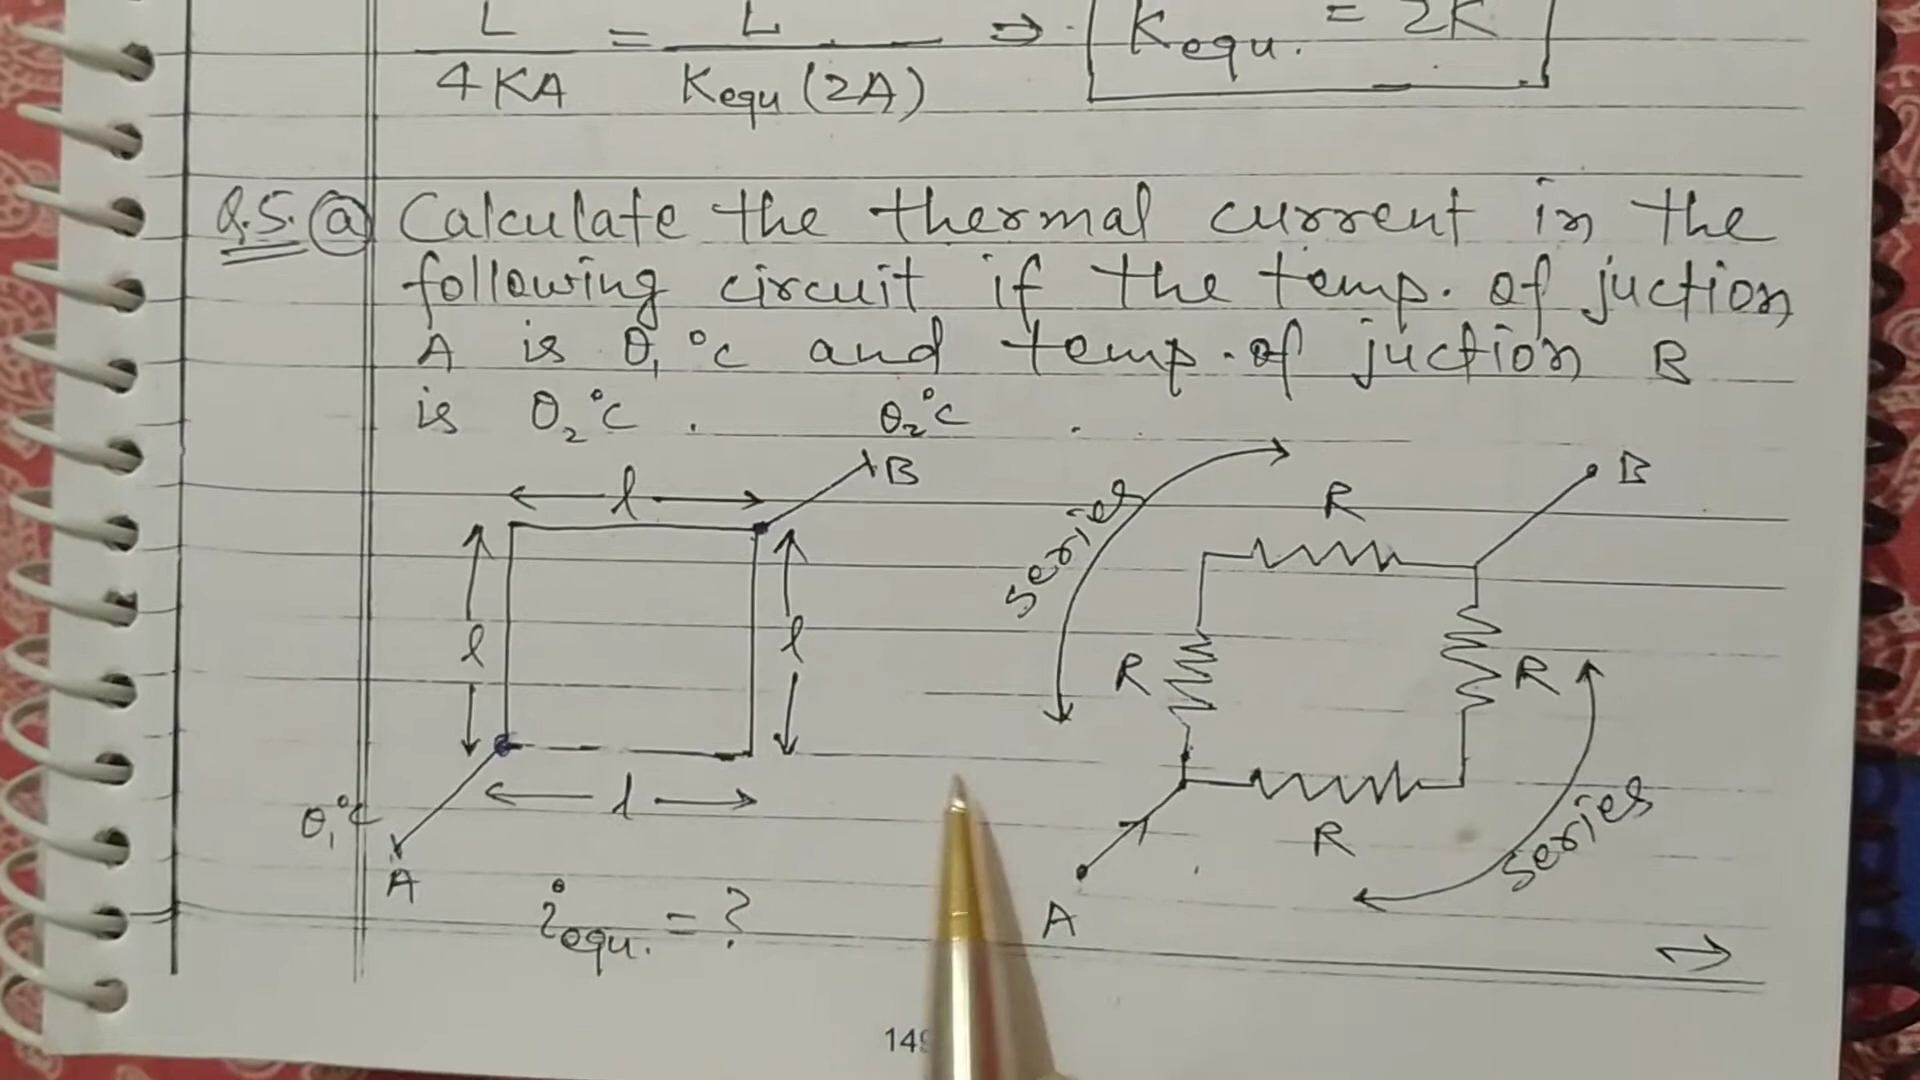 L/4KA = L/Kequ (2A) ⇒ Kequ. = 2K
Q.5. (a) Calculate the thermal current in the
following circuit if the temp. of juction
A is θ₁°c and temp. of juction B
is θ₂°c .
θ₂°c
B
l
l
l
l
θ₁°c
A
iequ. = ?
series
B
R
R
R
R
series
A
→
149